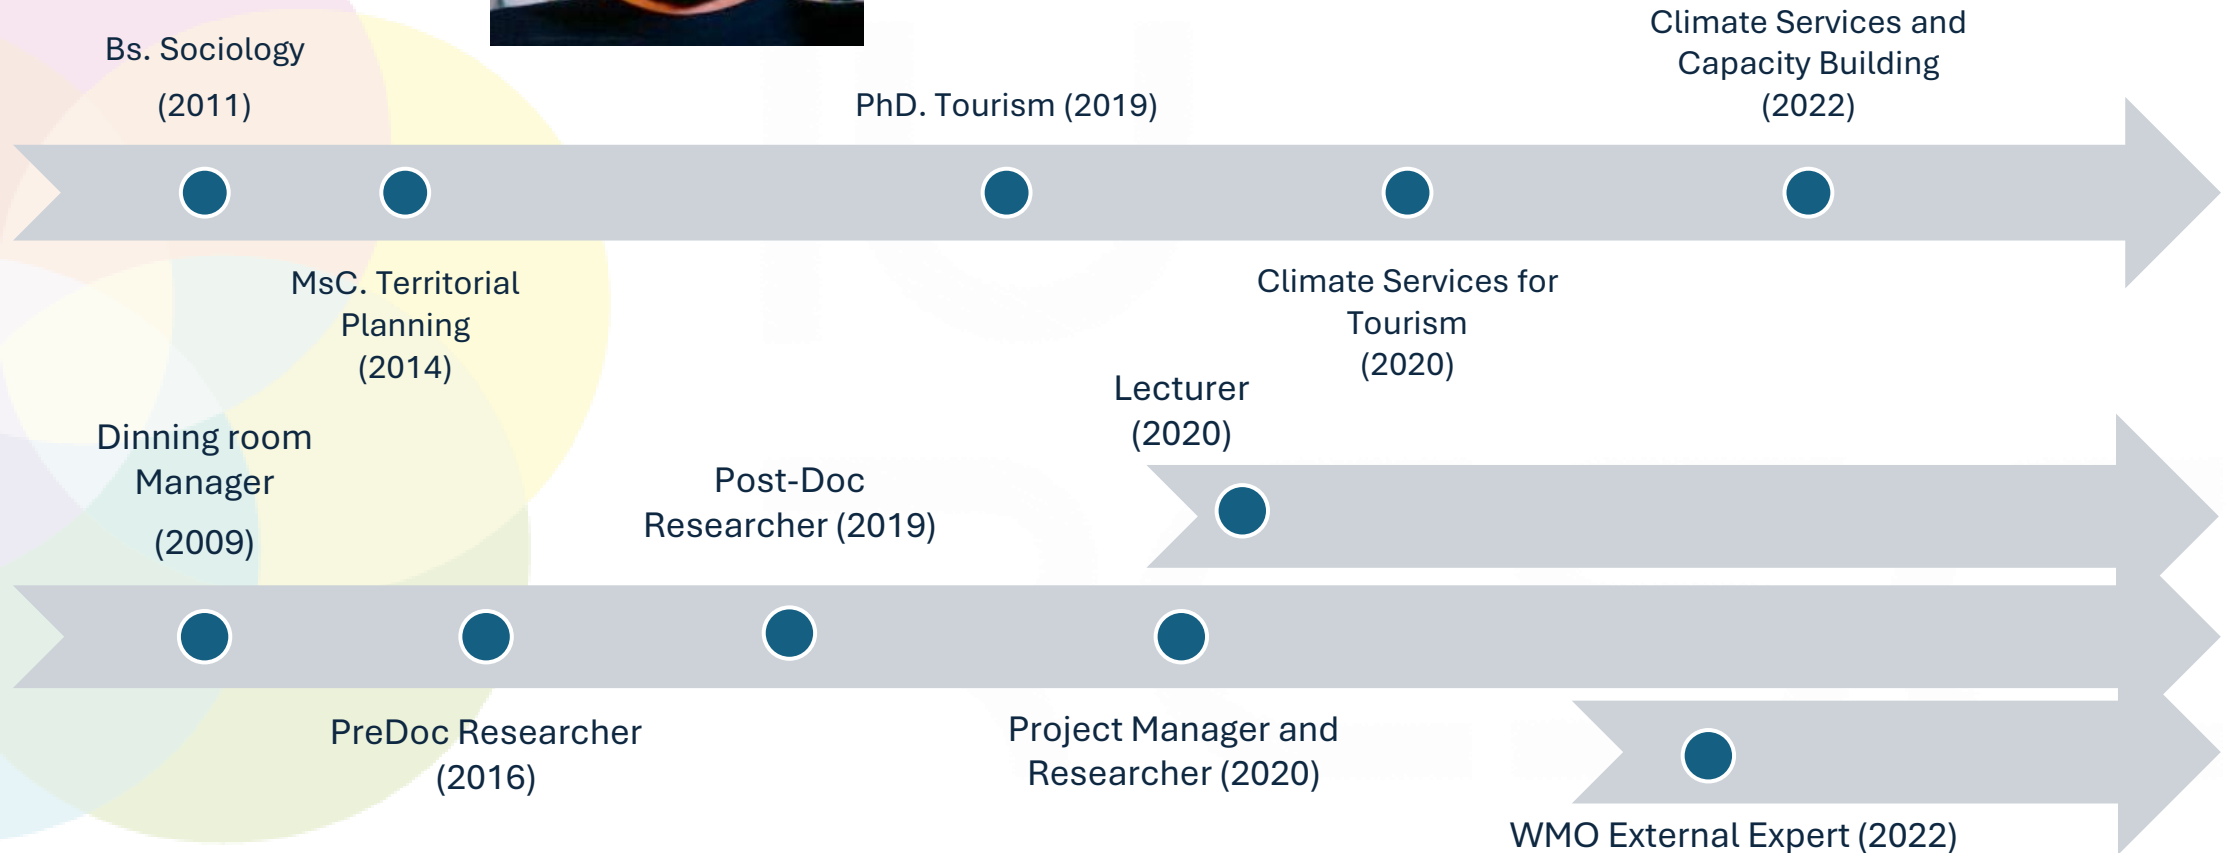 Bs. Sociology
(2011)
MsC. Territorial
Planning
(2014)
PhD. Tourism (2019)
Climate Services for
Tourism
(2020)
Climate Services and
Capacity Building
(2022)
Dinning room
Manager
(2009)
PreDoc Researcher
(2016)
Post-Doc
Researcher (2019)
Project Manager and
Researcher (2020)
Lecturer
(2020)
WMO External Expert (2022)